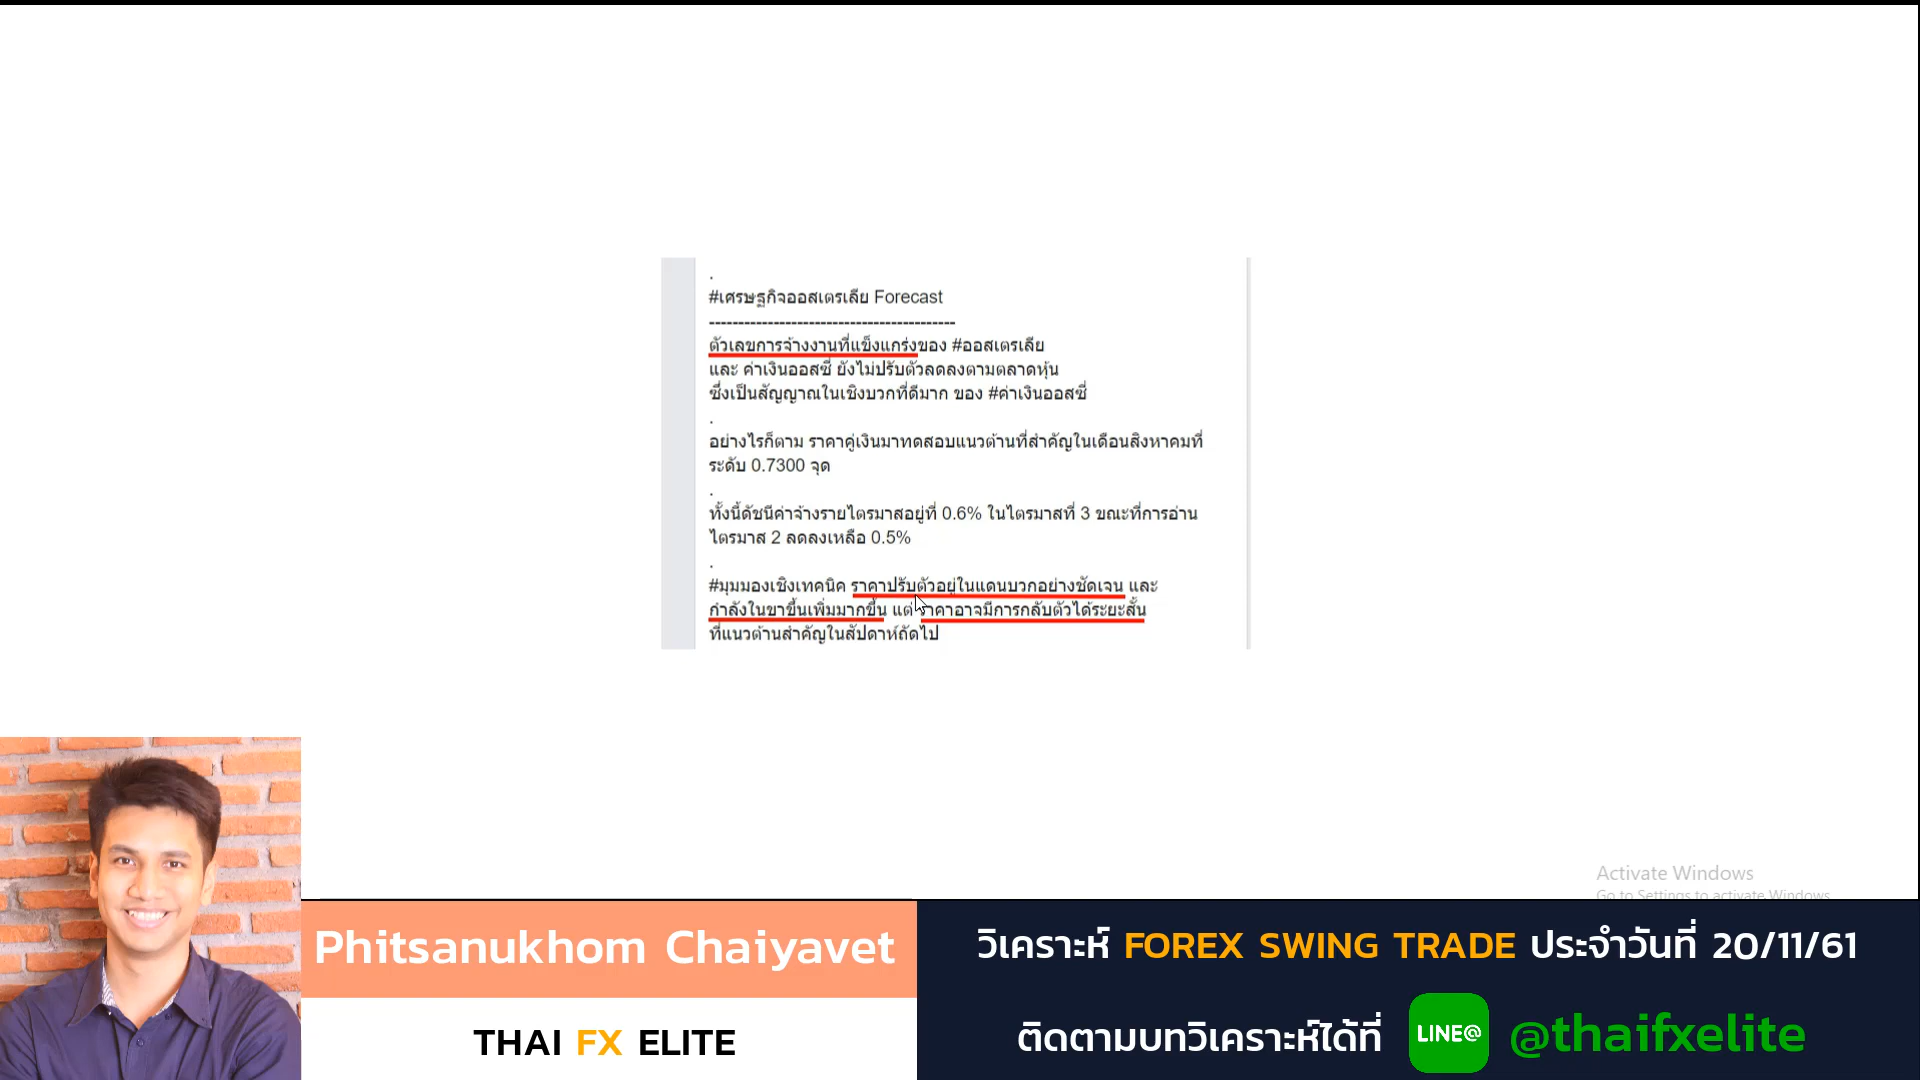 .
#เศรษฐกิจออสเตรเลีย Forecast
------------------------------------------
ตัวเลขการจ้างงานที่แข็งแกร่งของ #ออสเตรเลีย
และ ค่าเงินออสซี่ ยังไม่ปรับตัวลดลงตามตลาดหุ้น
ซึ่งเป็นสัญญาณในเชิงบวกที่ดีมาก ของ #ค่าเงินออสซี่
.
อย่างไรก็ตาม ราคาคู่เงินมาทดสอบแนวต้านที่สำคัญในเดือนสิงหาคมที่
ระดับ 0.7300 จุด
.
ทั้งนี้ดัชนีค่าจ้างรายไตรมาสอยู่ที่ 0.6% ในไตรมาสที่ 3 ขณะที่การอ่าน
ไตรมาส 2 ลดลงเหลือ 0.5%
.
#มุมมองเชิงเทคนิค ราคาปรับตัวอยู่ในแดนบวกอย่างชัดเจน และ
กำลังในขาขึ้นเพิ่มมากขึ้น แต่ ราคาอาจมีการกลับตัวได้ระยะสั้น
ที่แนวต้านสำคัญในสัปดาห์ถัดไป
Activate Windows
Go to Settings to activate Windows.
Phitsanukhom Chaiyavet
THAI FX ELITE
วิเคราะห์ FOREX SWING TRADE ประจำวันที่ 20/11/61
ติดตามบทวิเคราะห์ได้ที่ LINE@ @thaifxelite